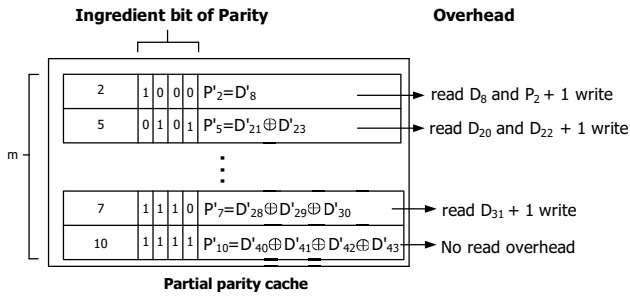 Ingredient bit of Parity Overhead
2 1 0 0 0 P'2=D'8 read D8 and P2 + 1 write
5 0 1 0 1 P'5=D'21⊕D'23 read D20 and D22 + 1 write
m
7 1 1 1 0 P'7=D'28⊕D'29⊕D'30 read D31 + 1 write
10 1 1 1 1 P'10=D'40⊕D'41⊕D'42⊕D'43 No read overhead
Partial parity cache